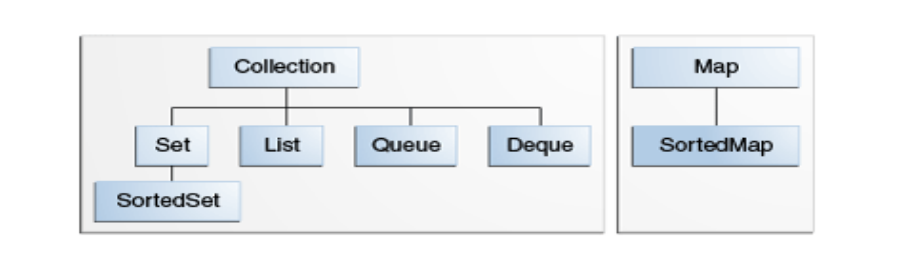 Collection
Map
Set
List
Queue
Deque
SortedMap
SortedSet